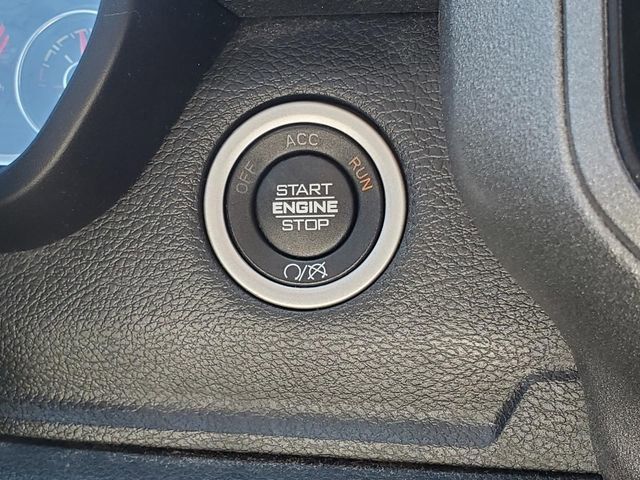 OFF ACC RUN
START
ENGINE
STOP